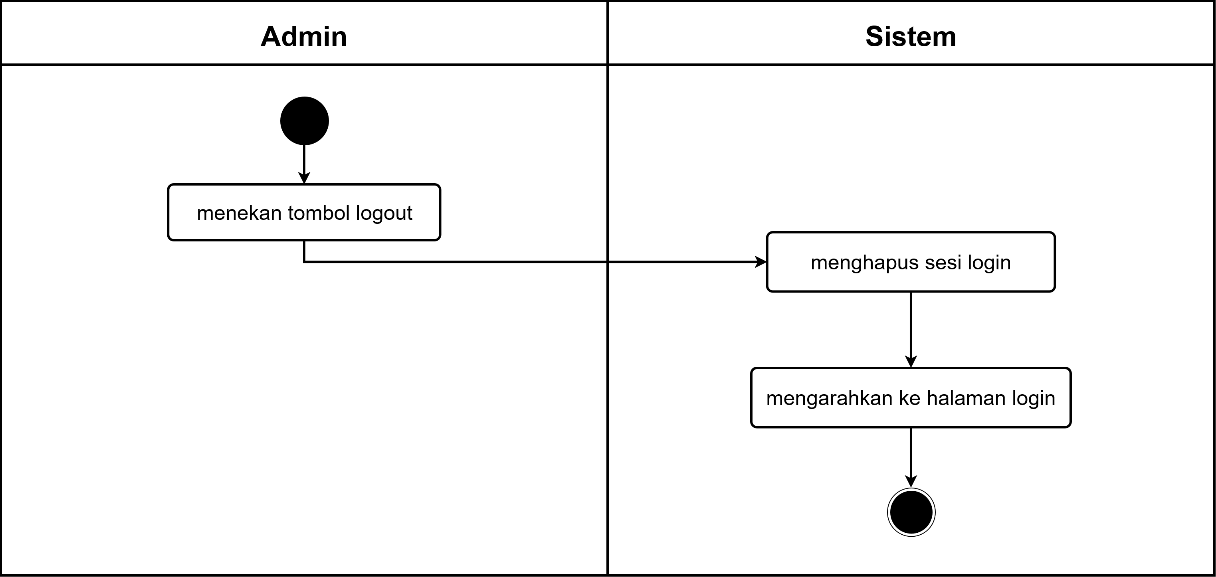 Admin
Sistem
menekan tombol logout
menghapus sesi login
mengarahkan ke halaman login